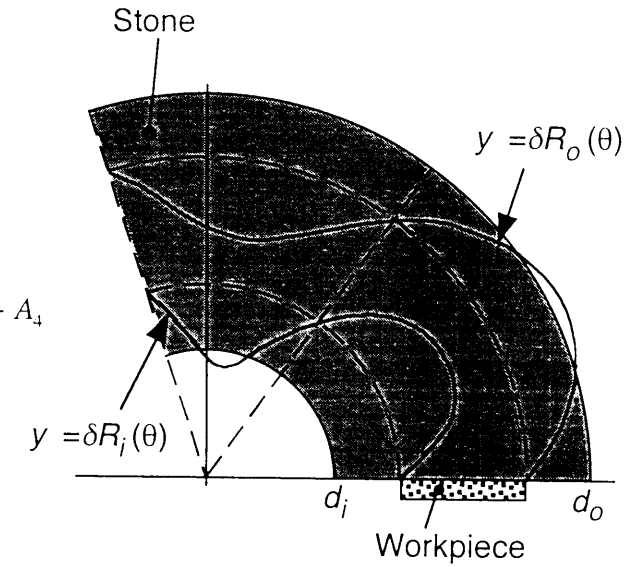 Stone
y =δR_o (θ)
- A_4
y =δR_i (θ)
d_i
d_o
Workpiece